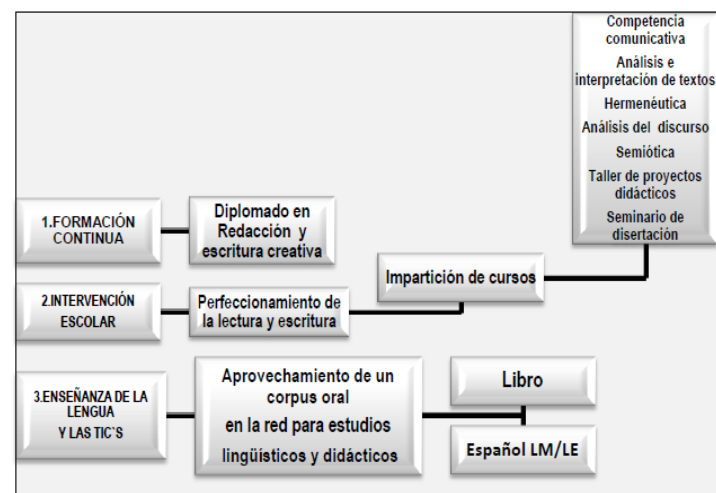 Competencia
comunicativa
Análisis e
interpretación de textos
Hermenéutica
Análisis del discurso
Semiótica
Taller de proyectos
didácticos
Seminario de
disertación
1.FORMACIÓN
CONTINUA
Diplomado en
Redacción y
escritura creativa
2.INTERVENCIÓN
ESCOLAR
Perfeccionamiento de
la lectura y escritura
Impartición de cursos
3.ENSEÑANZA DE LA
LENGUA
Y LAS TIC`S
Aprovechamiento de un
corpus oral
en la red para estudios
lingüísticos y didácticos
Libro
Español LM/LE